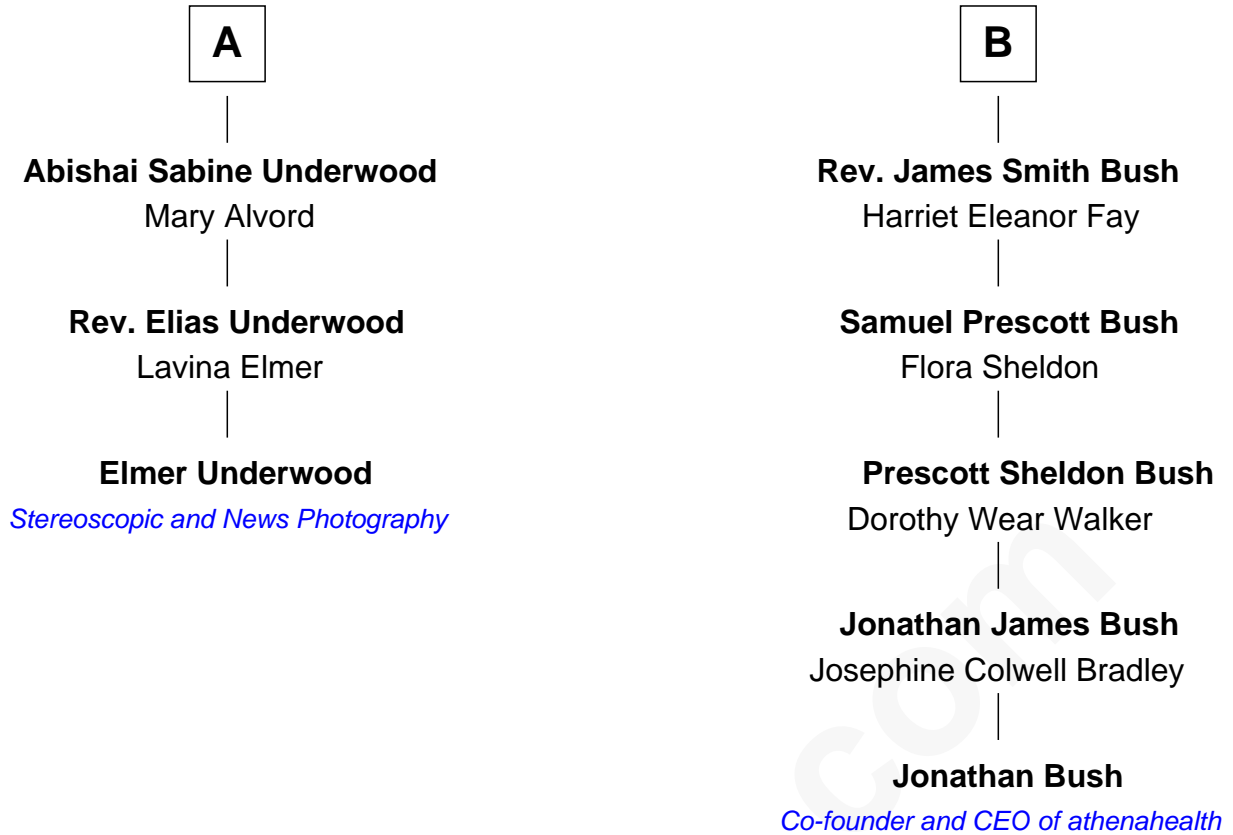 A
Abishai Sabine Underwood
Mary Alvord
Rev. Elias Underwood
Lavina Elmer
Elmer Underwood
Stereoscopic and News Photography
B
Rev. James Smith Bush
Harriet Eleanor Fay
Samuel Prescott Bush
Flora Sheldon
Prescott Sheldon Bush
Dorothy Wear Walker
Jonathan James Bush
Josephine Colwell Bradley
Jonathan Bush
Co-founder and CEO of athenahealth
com